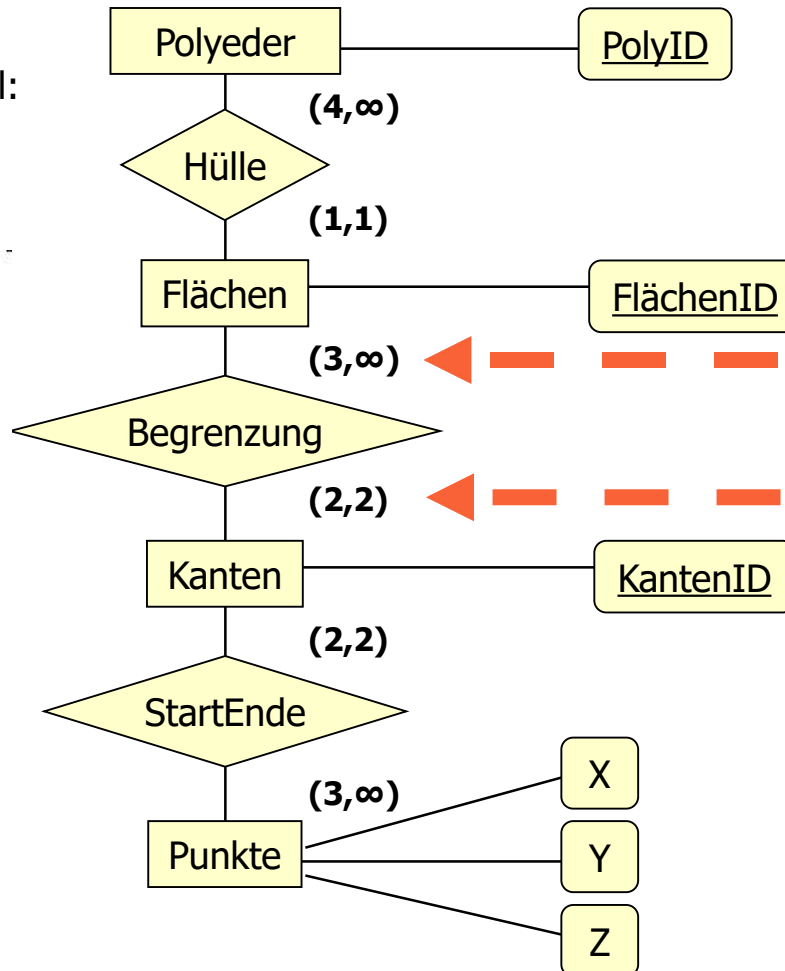 Polyeder PolyID
l:
(4,∞)
Hülle
(1,1)
Flächen FlächenID
(3,∞)
Begrenzung
(2,2)
Kanten KantenID
(2,2)
StartEnde
X
(3,∞)
Punkte Y
Z